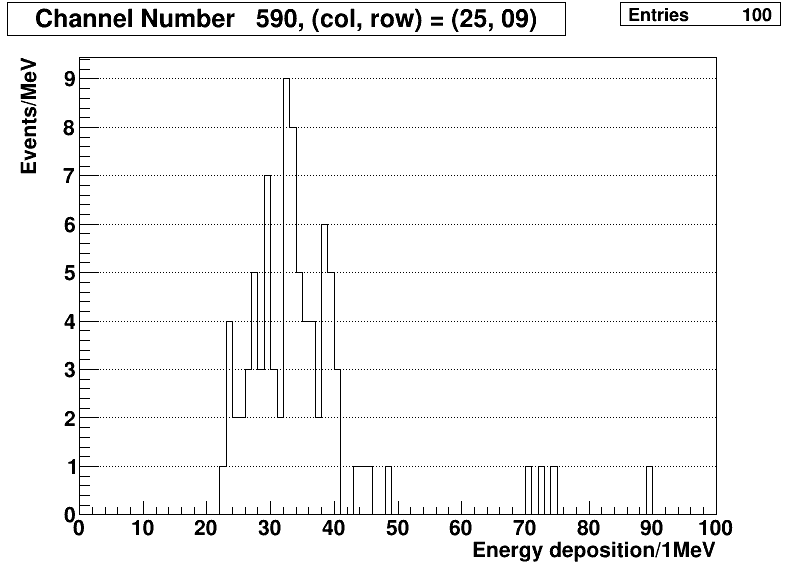 Channel Number 590, (col, row) = (25, 09)
Entries 100
Events/MeV
9
8
7
6
5
4
3
2
1
0
0 10 20 30 40 50 60 70 80 90 100
Energy deposition/1MeV